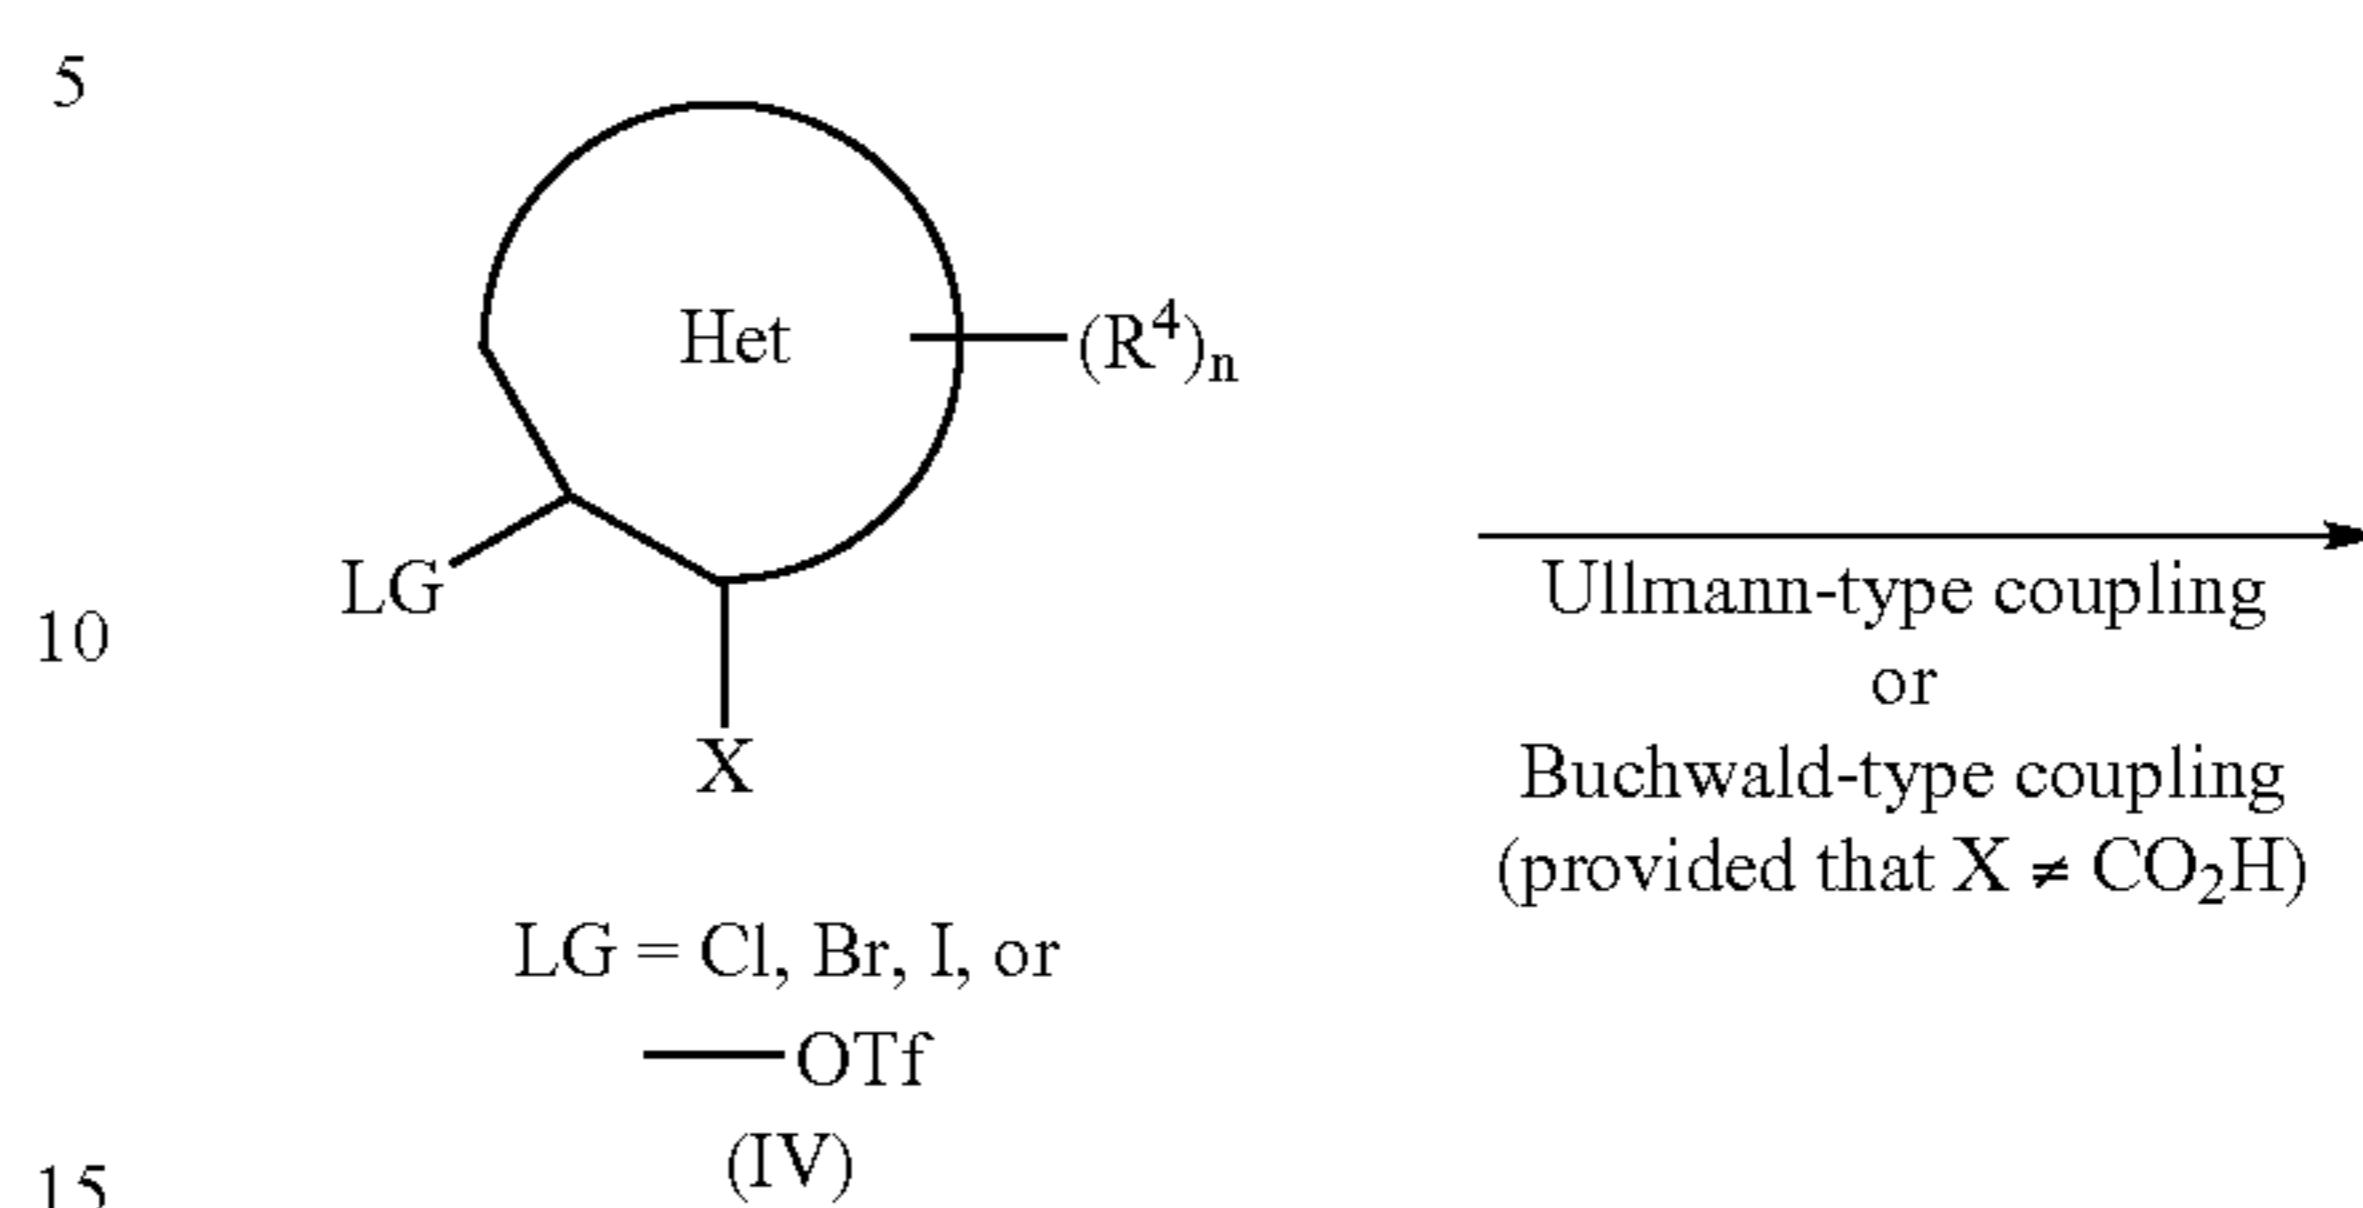 5
Het
(R⁴)ₙ
LG
10
X
Ullmann-type coupling
or
Buchwald-type coupling
(provided that X ≠ CO₂H)
LG = Cl, Br, I, or
—OTf
(IV)
15